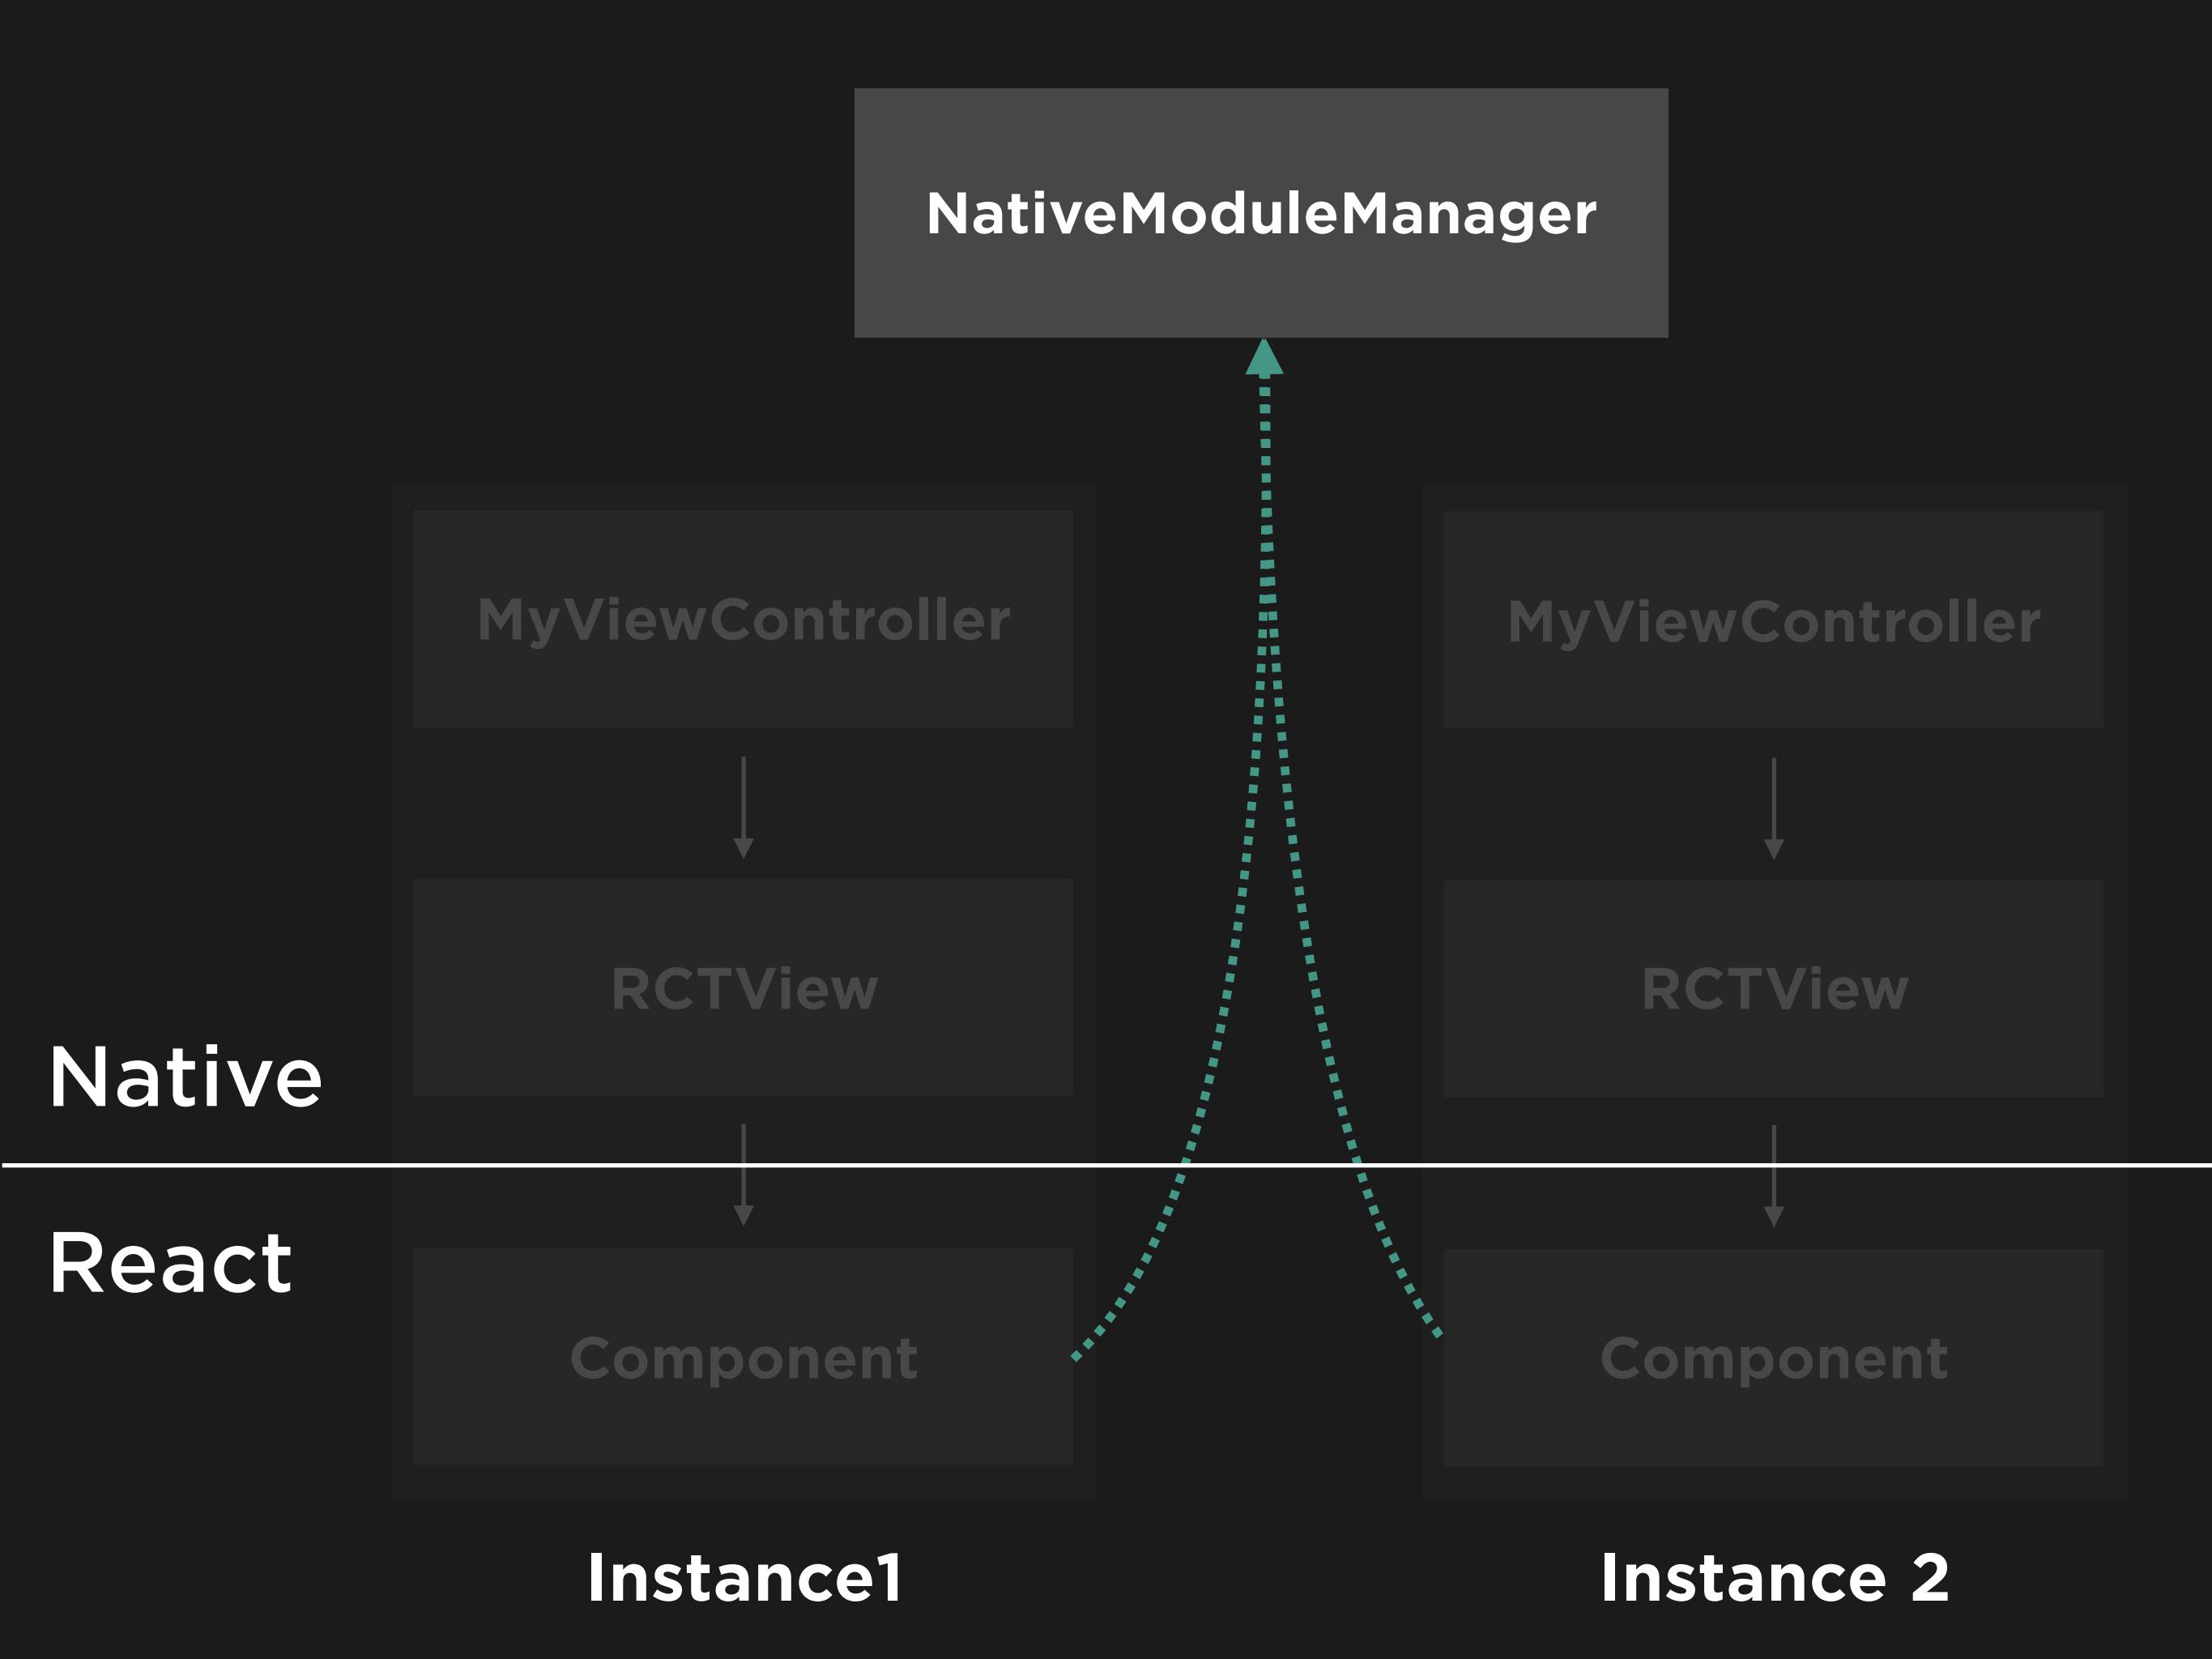 NativeModuleManager
MyViewController
MyViewController
RCTView
RCTView
Native
React
Component
Component
Instance1
Instance 2